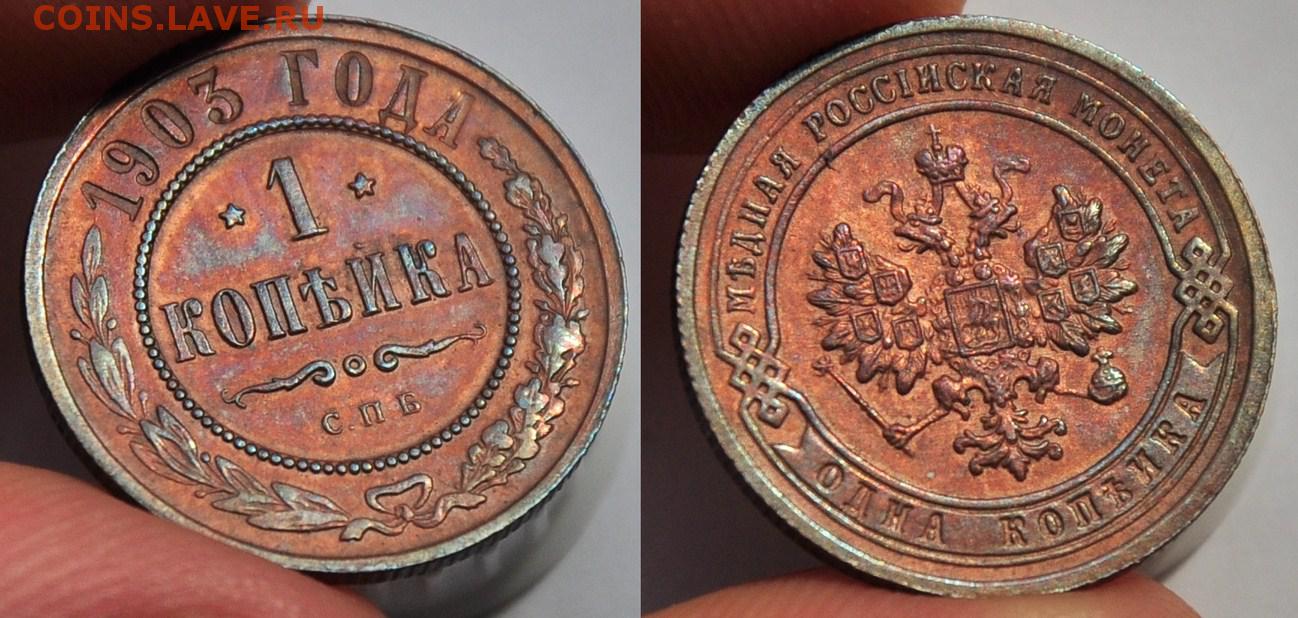 COINS.LAVE.RU
1903 ГОДА
1
КОПѢЙКА
С.П.Б
МѢДНАЯ РОССІЙСКАЯ МОНЕТА
ОДНА КОПѢЙКА